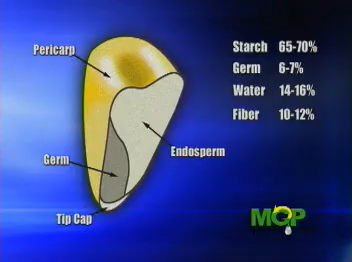 Pericarp
Germ
Tip Cap
Endosperm
Starch 65-70%
Germ 6-7%
Water 14-16%
Fiber 10-12%
MGP